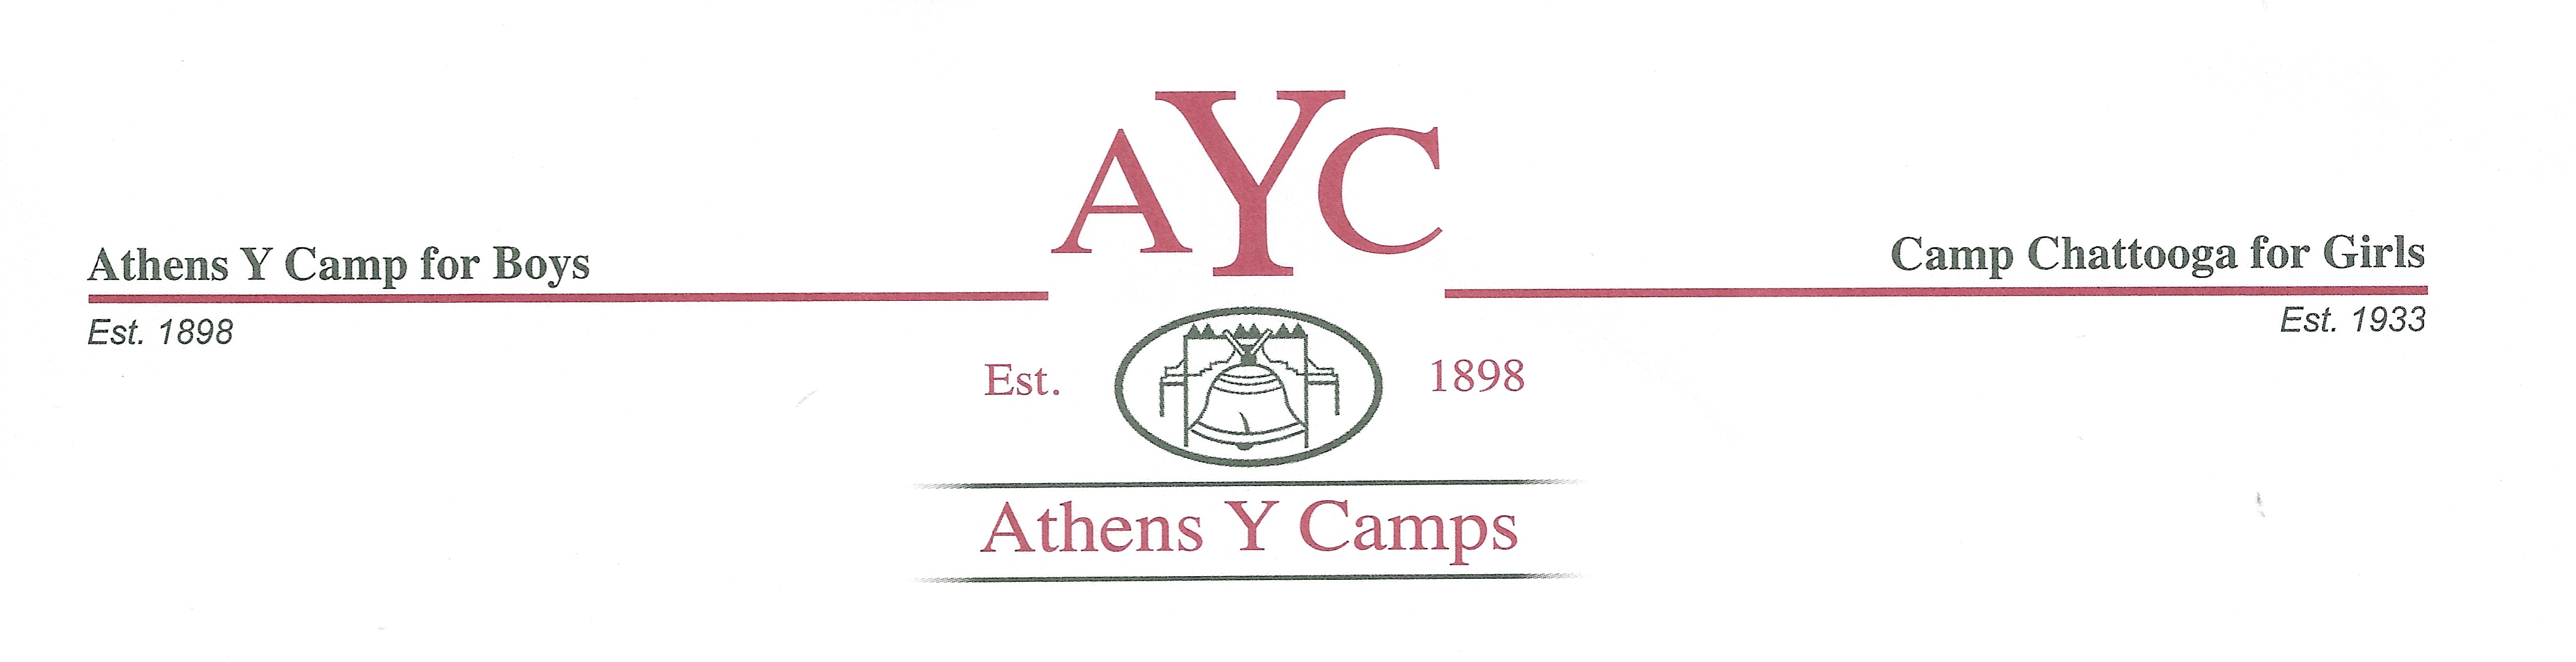 AYC
Athens Y Camp for Boys
Est. 1898
Camp Chattooga for Girls
Est. 1933
Est. 1898
Athens Y Camps